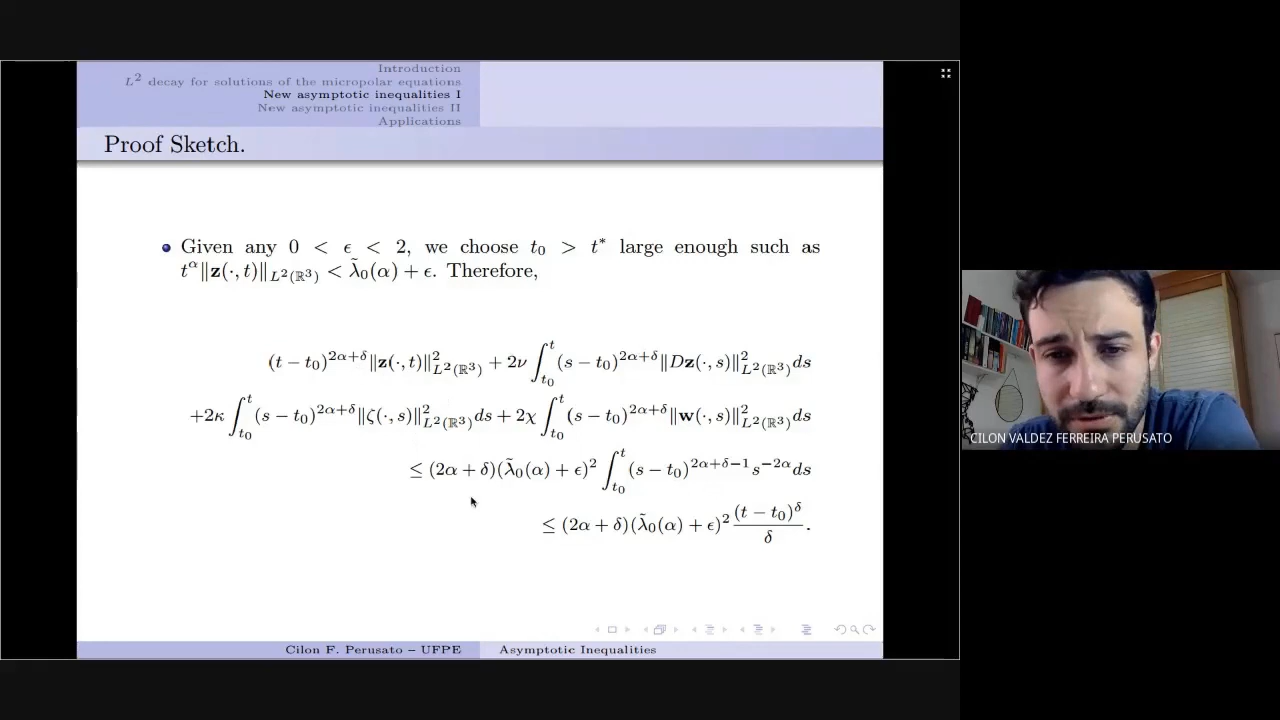 Introduction
L² decay for solutions of the micropolar equations
New asymptotic inequalities I
New asymptotic inequalities II
Applications
Proof Sketch.
Given any 0 < ϵ < 2, we choose t₀ > t* large enough such as
t^α‖z(·, t)‖_{L²(ℝ³)} < λ̃₀(α) + ϵ. Therefore,
(t − t₀)^{2α+δ}‖z(·, t)‖²_{L²(ℝ³)} + 2ν ∫_{t₀}^{t} (s − t₀)^{2α+δ}‖Dz(·, s)‖²_{L²(ℝ³)} ds
+2κ ∫_{t₀}^{t} (s − t₀)^{2α+δ}‖ζ(·, s)‖²_{L²(ℝ³)} ds + 2χ ∫_{t₀}^{t} (s − t₀)^{2α+δ}‖w(·, s)‖²_{L²(ℝ³)} ds
≤ (2α + δ)(λ̃₀(α) + ϵ)² ∫_{t₀}^{t} (s − t₀)^{2α+δ−1} s^{−2α} ds
≤ (2α + δ)(λ̃₀(α) + ϵ)² (t − t₀)^δ / δ.
CILON VALDEZ FERREIRA PERUSATO
Cilon F. Perusato – UFPE
Asymptotic Inequalities